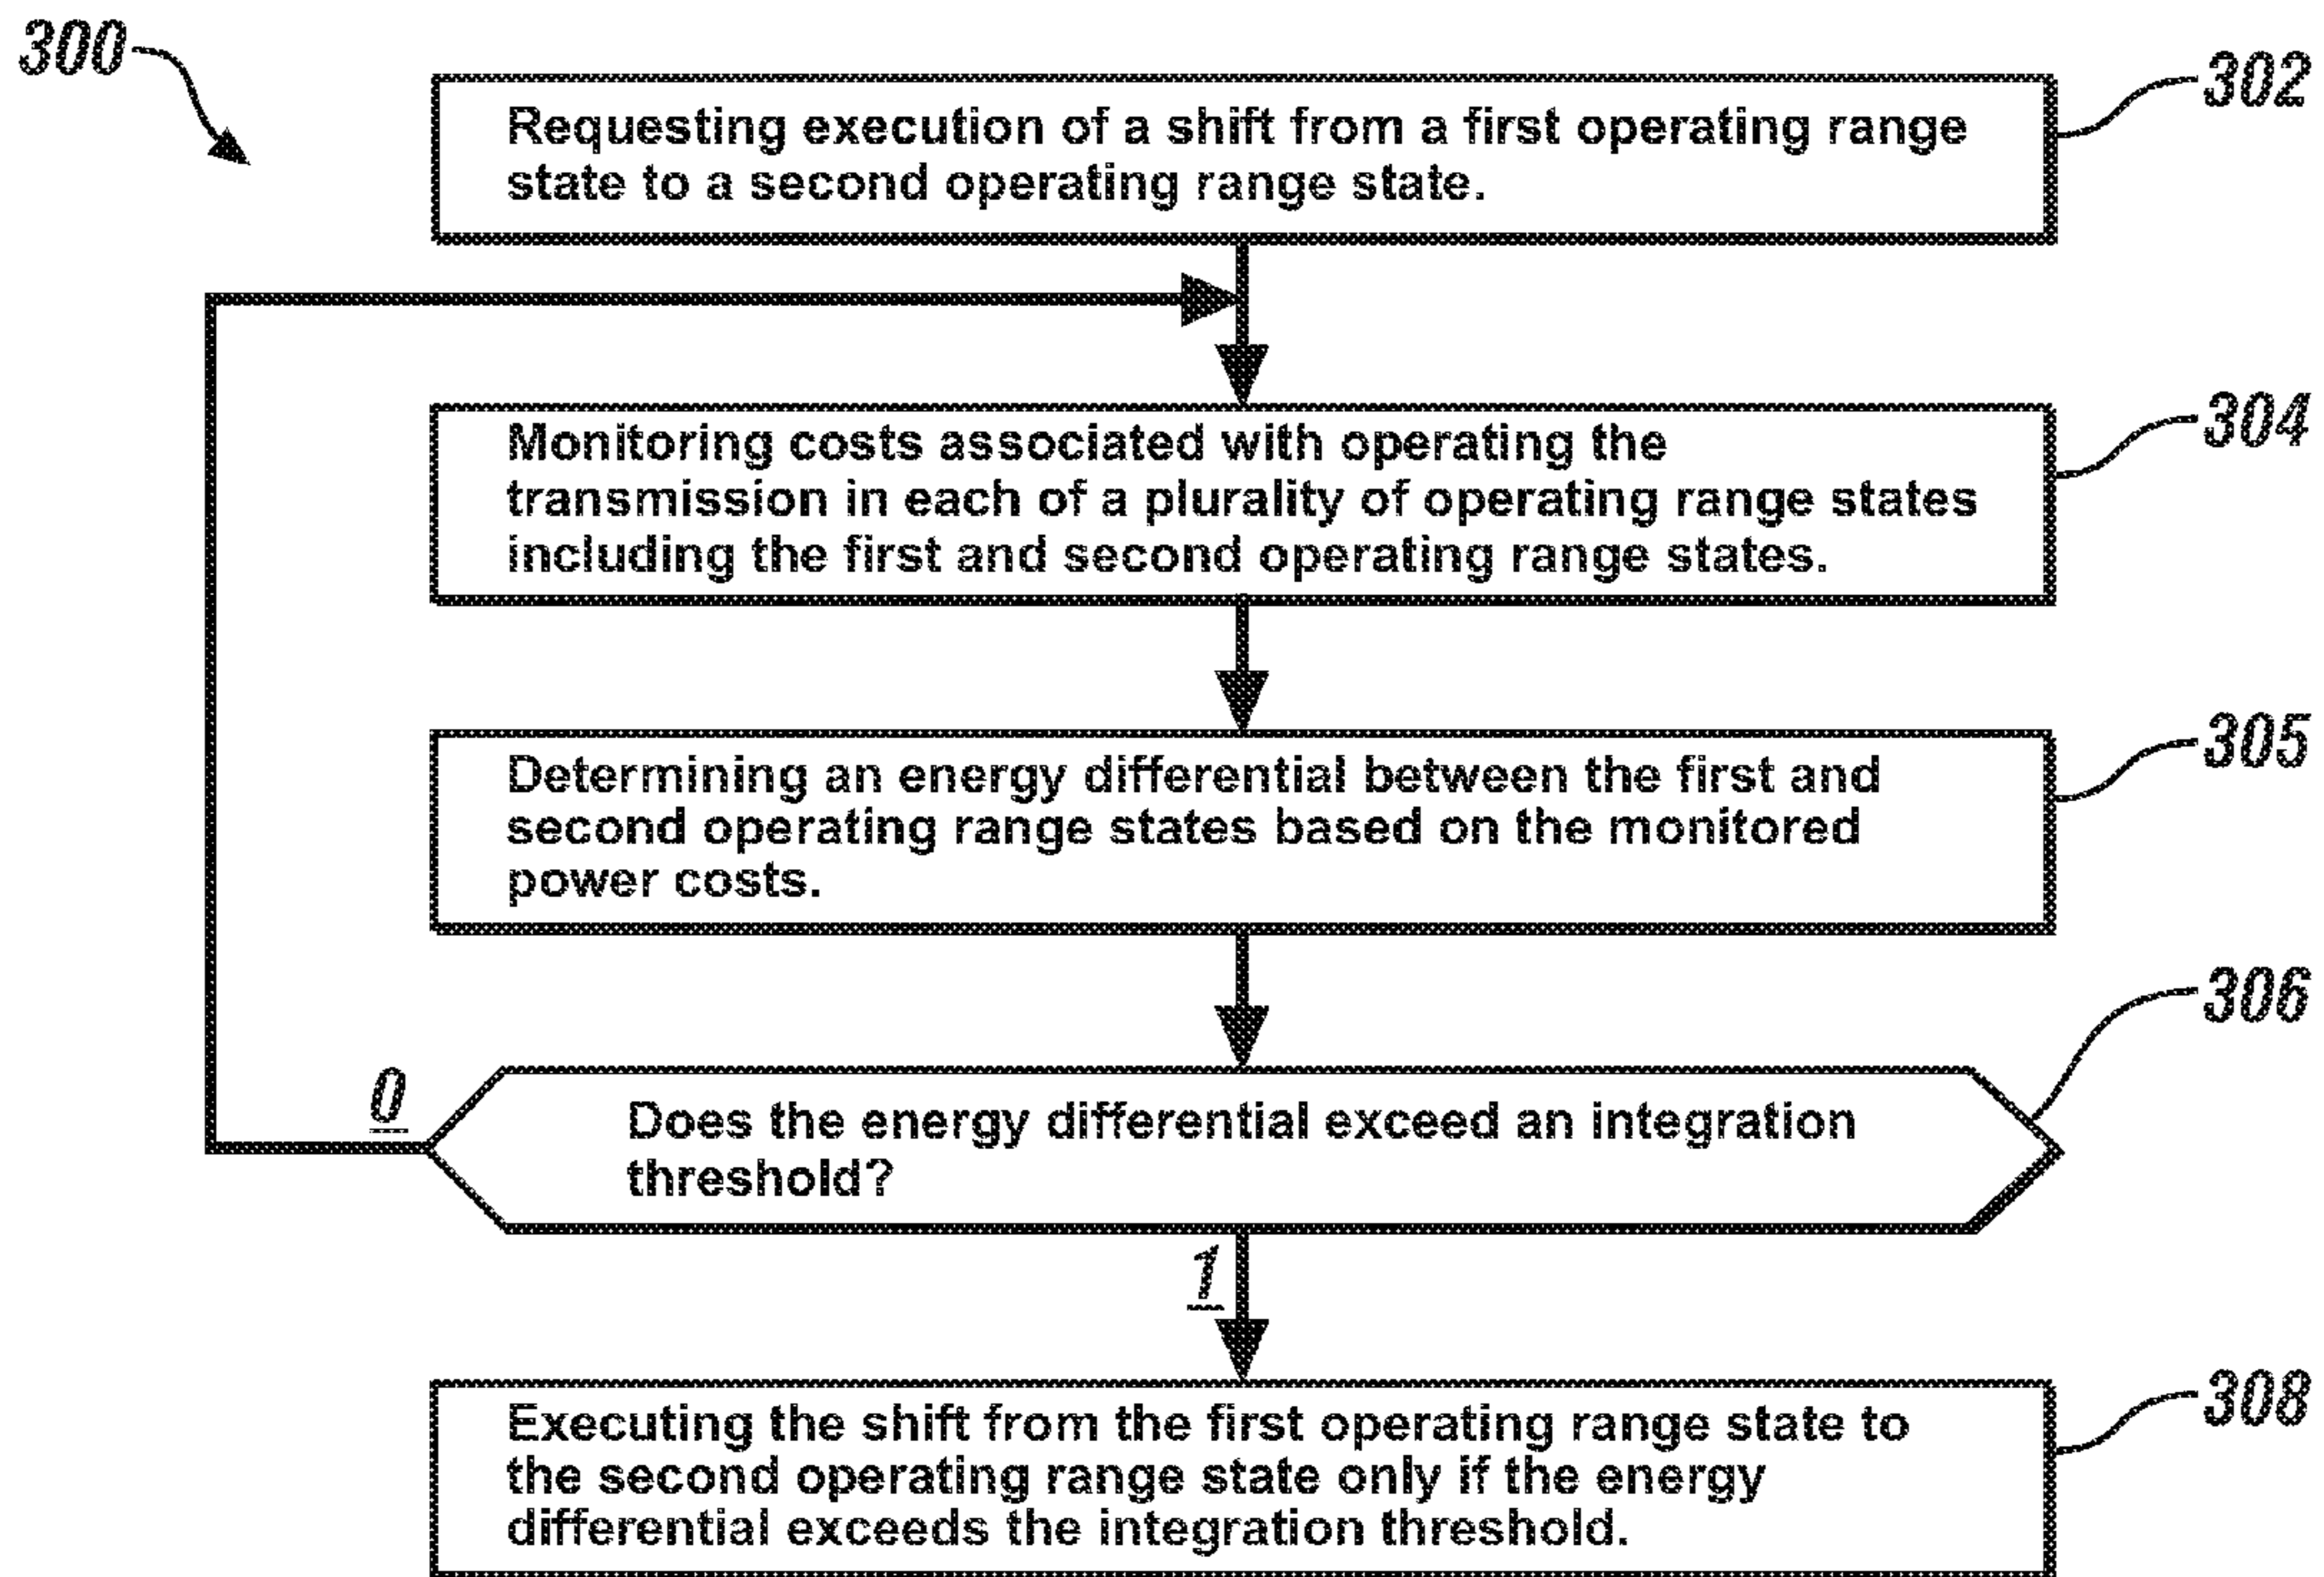 300
302
Requesting execution of a shift from a first operating range
state to a second operating range state.
304
Monitoring costs associated with operating the
transmission in each of a plurality of operating range states
including the first and second operating range states.
305
Determining an energy differential between the first and
second operating range states based on the monitored
power costs.
306
0
Does the energy differential exceed an integration
threshold?
1
308
Executing the shift from the first operating range state to
the second operating range state only if the energy
differential exceeds the integration threshold.